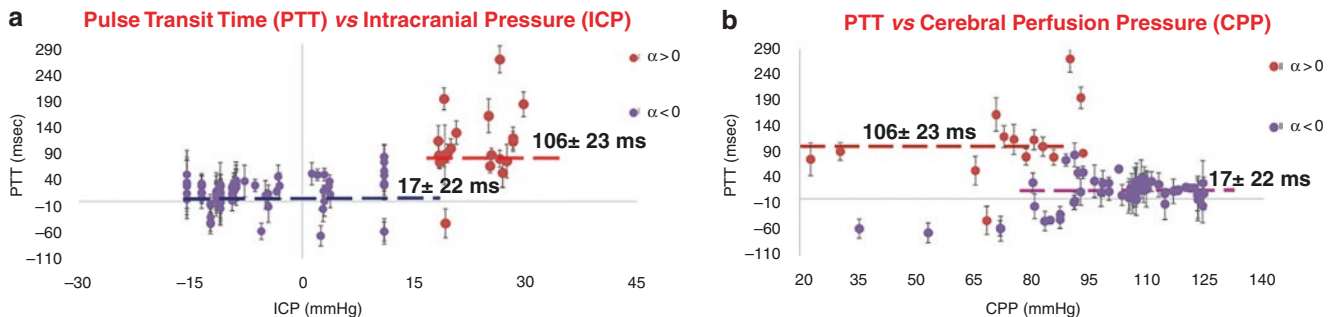 a
Pulse Transit Time (PTT) vs Intracranial Pressure (ICP)
PTT (msec)
290
240
190
140
90
40
−10
−60
−110
α > 0
α < 0
106± 23 ms
17± 22 ms
−30
−15
0
15
30
45
ICP (mmHg)
b
PTT vs Cerebral Perfusion Pressure (CPP)
PTT (msec)
290
240
190
140
90
40
−10
−60
−110
α > 0
α < 0
106± 23 ms
17± 22 ms
20
35
65
80
95
110
125
140
CPP (mmHg)